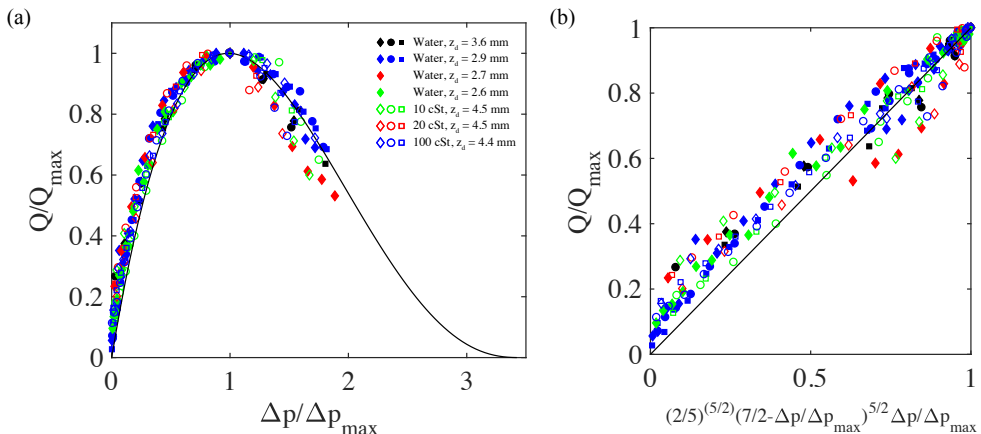 (a)
Q/Q_max
1
0.8
0.6
0.4
0.2
0
0
1
2
3
Δp/Δp_max
Water, z_d = 3.6 mm
Water, z_d = 2.9 mm
Water, z_d = 2.7 mm
Water, z_d = 2.6 mm
10 cSt, z_d = 4.5 mm
20 cSt, z_d = 4.5 mm
100 cSt, z_d = 4.4 mm
(b)
Q/Q_max
1
0.8
0.6
0.4
0.2
0
0
0.5
1
(2/5)^(5/2)(7/2-Δp/Δp_max)^5/2 Δp/Δp_max